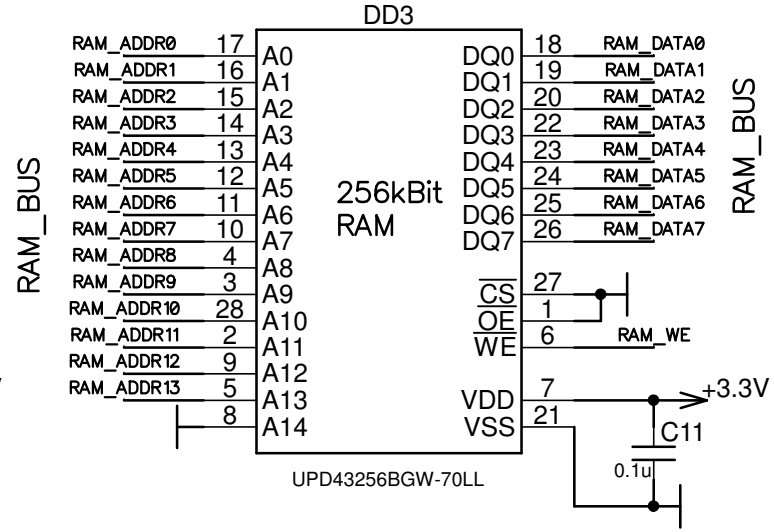 DD3
RAM_ADDR0 17 A0 DQ0 18 RAM_DATA0
RAM_ADDR1 16 A1 DQ1 19 RAM_DATA1
RAM_ADDR2 15 A2 DQ2 20 RAM_DATA2
RAM_ADDR3 14 A3 DQ3 22 RAM_DATA3
RAM_ADDR4 13 A4 DQ4 23 RAM_DATA4
RAM_ADDR5 12 A5 DQ5 24 RAM_DATA5
RAM_ADDR6 11 A6 DQ6 25 RAM_DATA6
RAM_ADDR7 10 A7 DQ7 26 RAM_DATA7
RAM_ADDR8 4 A8
RAM_ADDR9 3 A9 CS 27
RAM_ADDR10 28 A10 OE 1
RAM_ADDR11 2 A11 WE 6 RAM_WE
RAM_ADDR12 9 A12
RAM_ADDR13 5 A13 VDD 7 +3.3V
8 A14 VSS 21
RAM_BUS
256kBit
RAM
RAM_BUS
C11
0.1u
UPD43256BGW-70LL